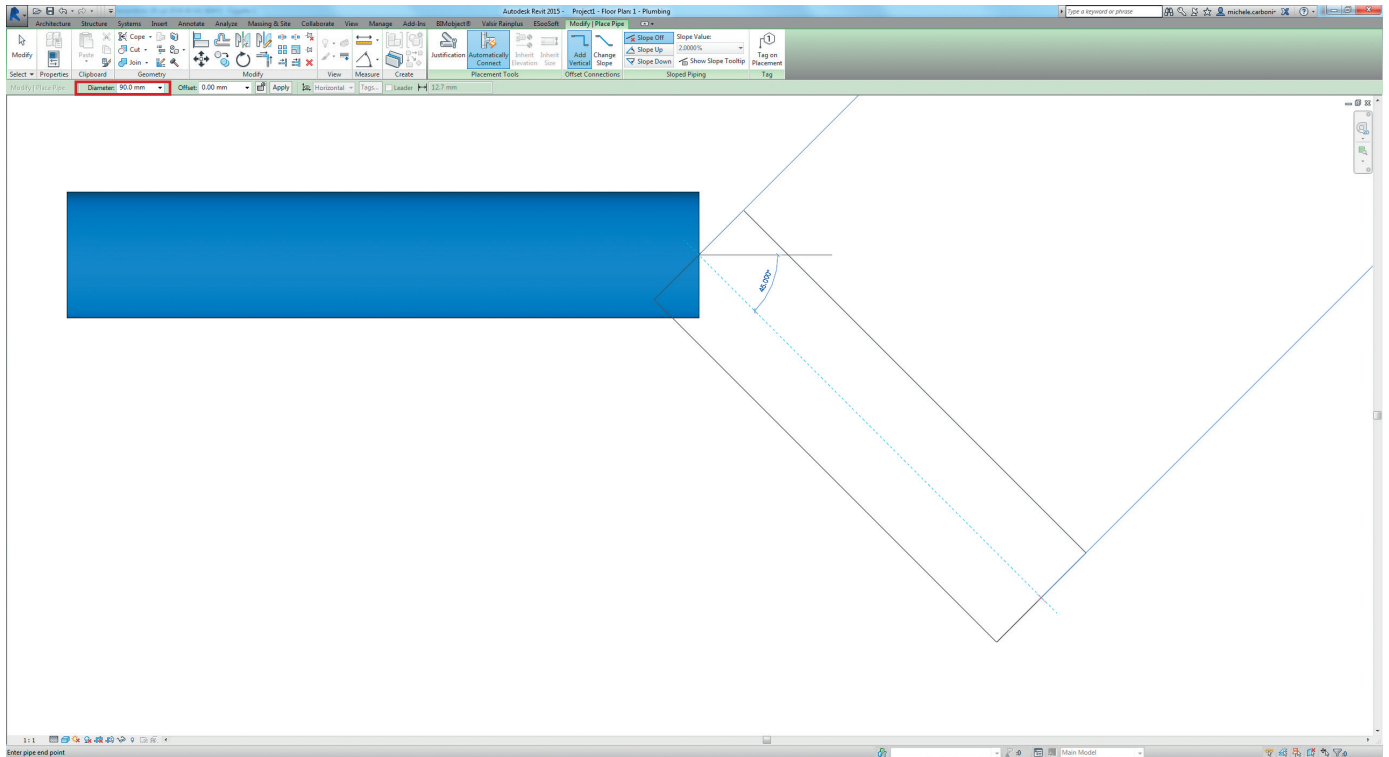 Autodesk Revit 2015 - Project1 - Floor Plan: 1 - Plumbing
Type a keyword or phrase
michele.carboni
Architecture Structure Systems Insert Annotate Analyze Massing & Site Collaborate View Manage Add-Ins BIMobject® Valsir Rainplus ESooSoft Modify | Place Pipe
Modify Paste Cope Cut Join Justification Automatically Connect Inherit Elevation Inherit Size Add Vertical Change Slope Slope Off Slope Up Slope Down Slope Value: 2.0000% Show Slope Tooltip Tag on Placement
Select Properties Clipboard Geometry Modify View Measure Create Placement Tools Offset Connections Sloped Piping Tag
Modify | Place Pipe Diameter: 90.0 mm Offset: 0.00 mm Apply Horizontal Tags... Leader 12.7 mm
45.000°
1 : 1
Enter pipe end point
:0 Main Model :0